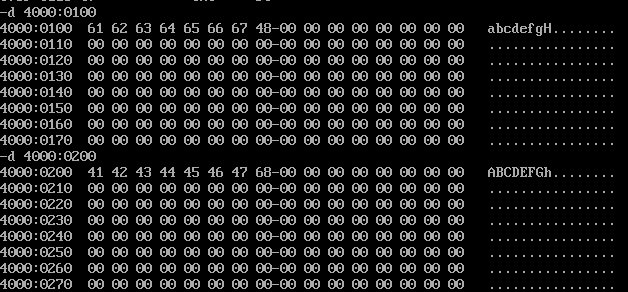 -d 4000:0100
4000:0100  61 62 63 64 65 66 67 48-00 00 00 00 00 00 00 00   abcdefgH........
4000:0110  00 00 00 00 00 00 00 00-00 00 00 00 00 00 00 00   ................
4000:0120  00 00 00 00 00 00 00 00-00 00 00 00 00 00 00 00   ................
4000:0130  00 00 00 00 00 00 00 00-00 00 00 00 00 00 00 00   ................
4000:0140  00 00 00 00 00 00 00 00-00 00 00 00 00 00 00 00   ................
4000:0150  00 00 00 00 00 00 00 00-00 00 00 00 00 00 00 00   ................
4000:0160  00 00 00 00 00 00 00 00-00 00 00 00 00 00 00 00   ................
4000:0170  00 00 00 00 00 00 00 00-00 00 00 00 00 00 00 00   ................
-d 4000:0200
4000:0200  41 42 43 44 45 46 47 68-00 00 00 00 00 00 00 00   ABCDEFGh........
4000:0210  00 00 00 00 00 00 00 00-00 00 00 00 00 00 00 00   ................
4000:0220  00 00 00 00 00 00 00 00-00 00 00 00 00 00 00 00   ................
4000:0230  00 00 00 00 00 00 00 00-00 00 00 00 00 00 00 00   ................
4000:0240  00 00 00 00 00 00 00 00-00 00 00 00 00 00 00 00   ................
4000:0250  00 00 00 00 00 00 00 00-00 00 00 00 00 00 00 00   ................
4000:0260  00 00 00 00 00 00 00 00-00 00 00 00 00 00 00 00   ................
4000:0270  00 00 00 00 00 00 00 00-00 00 00 00 00 00 00 00   ................